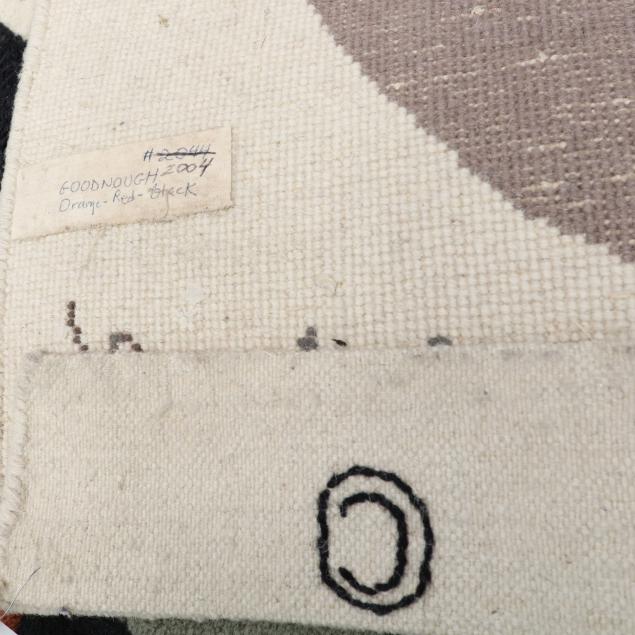 # 2044
2004
GOODNOUGH
Orange-Red-Black